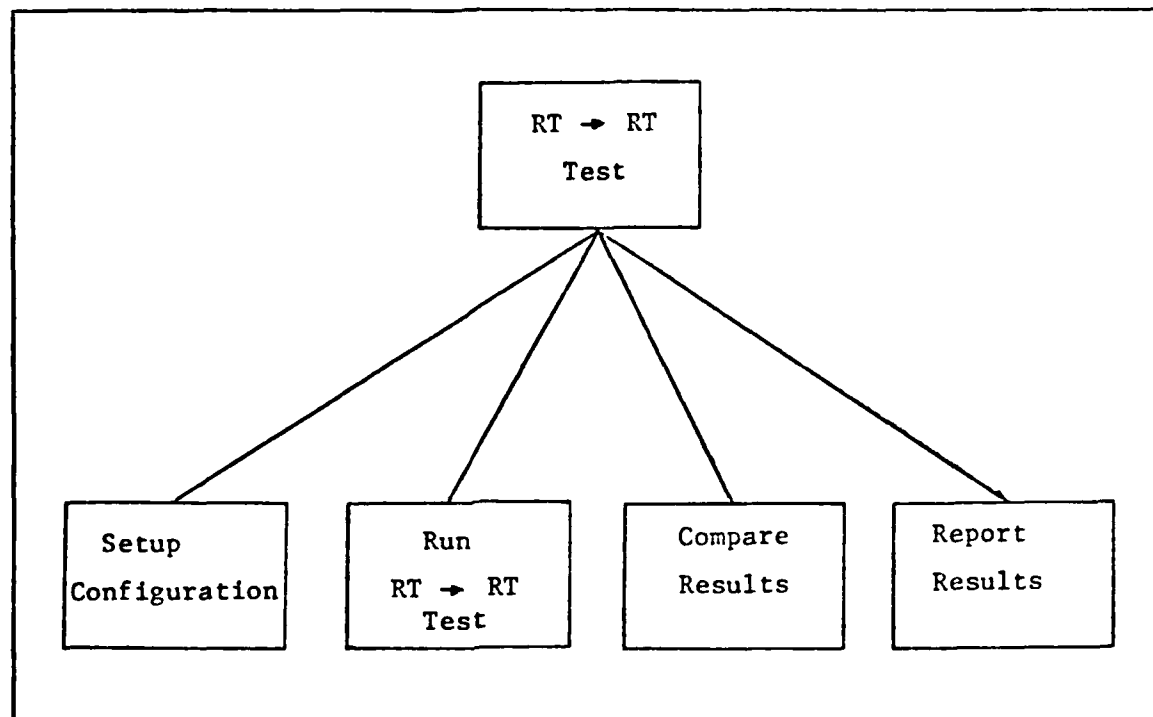 RT → RT
Test
Setup
Configuration
Run
RT → RT
Test
Compare
Results
Report
Results